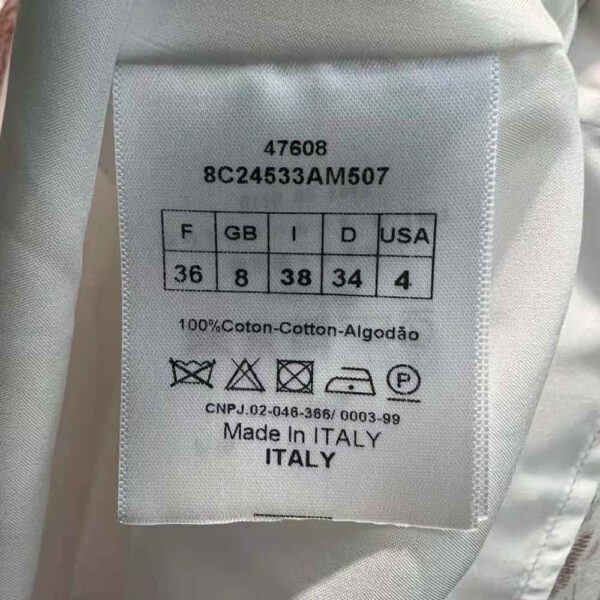 47608
8C24533AM507
F GB I D USA
36 8 38 34 4
100%Coton-Cotton-Algodão
P
CNPJ.02-046-366/ 0003-99
Made In ITALY
ITALY